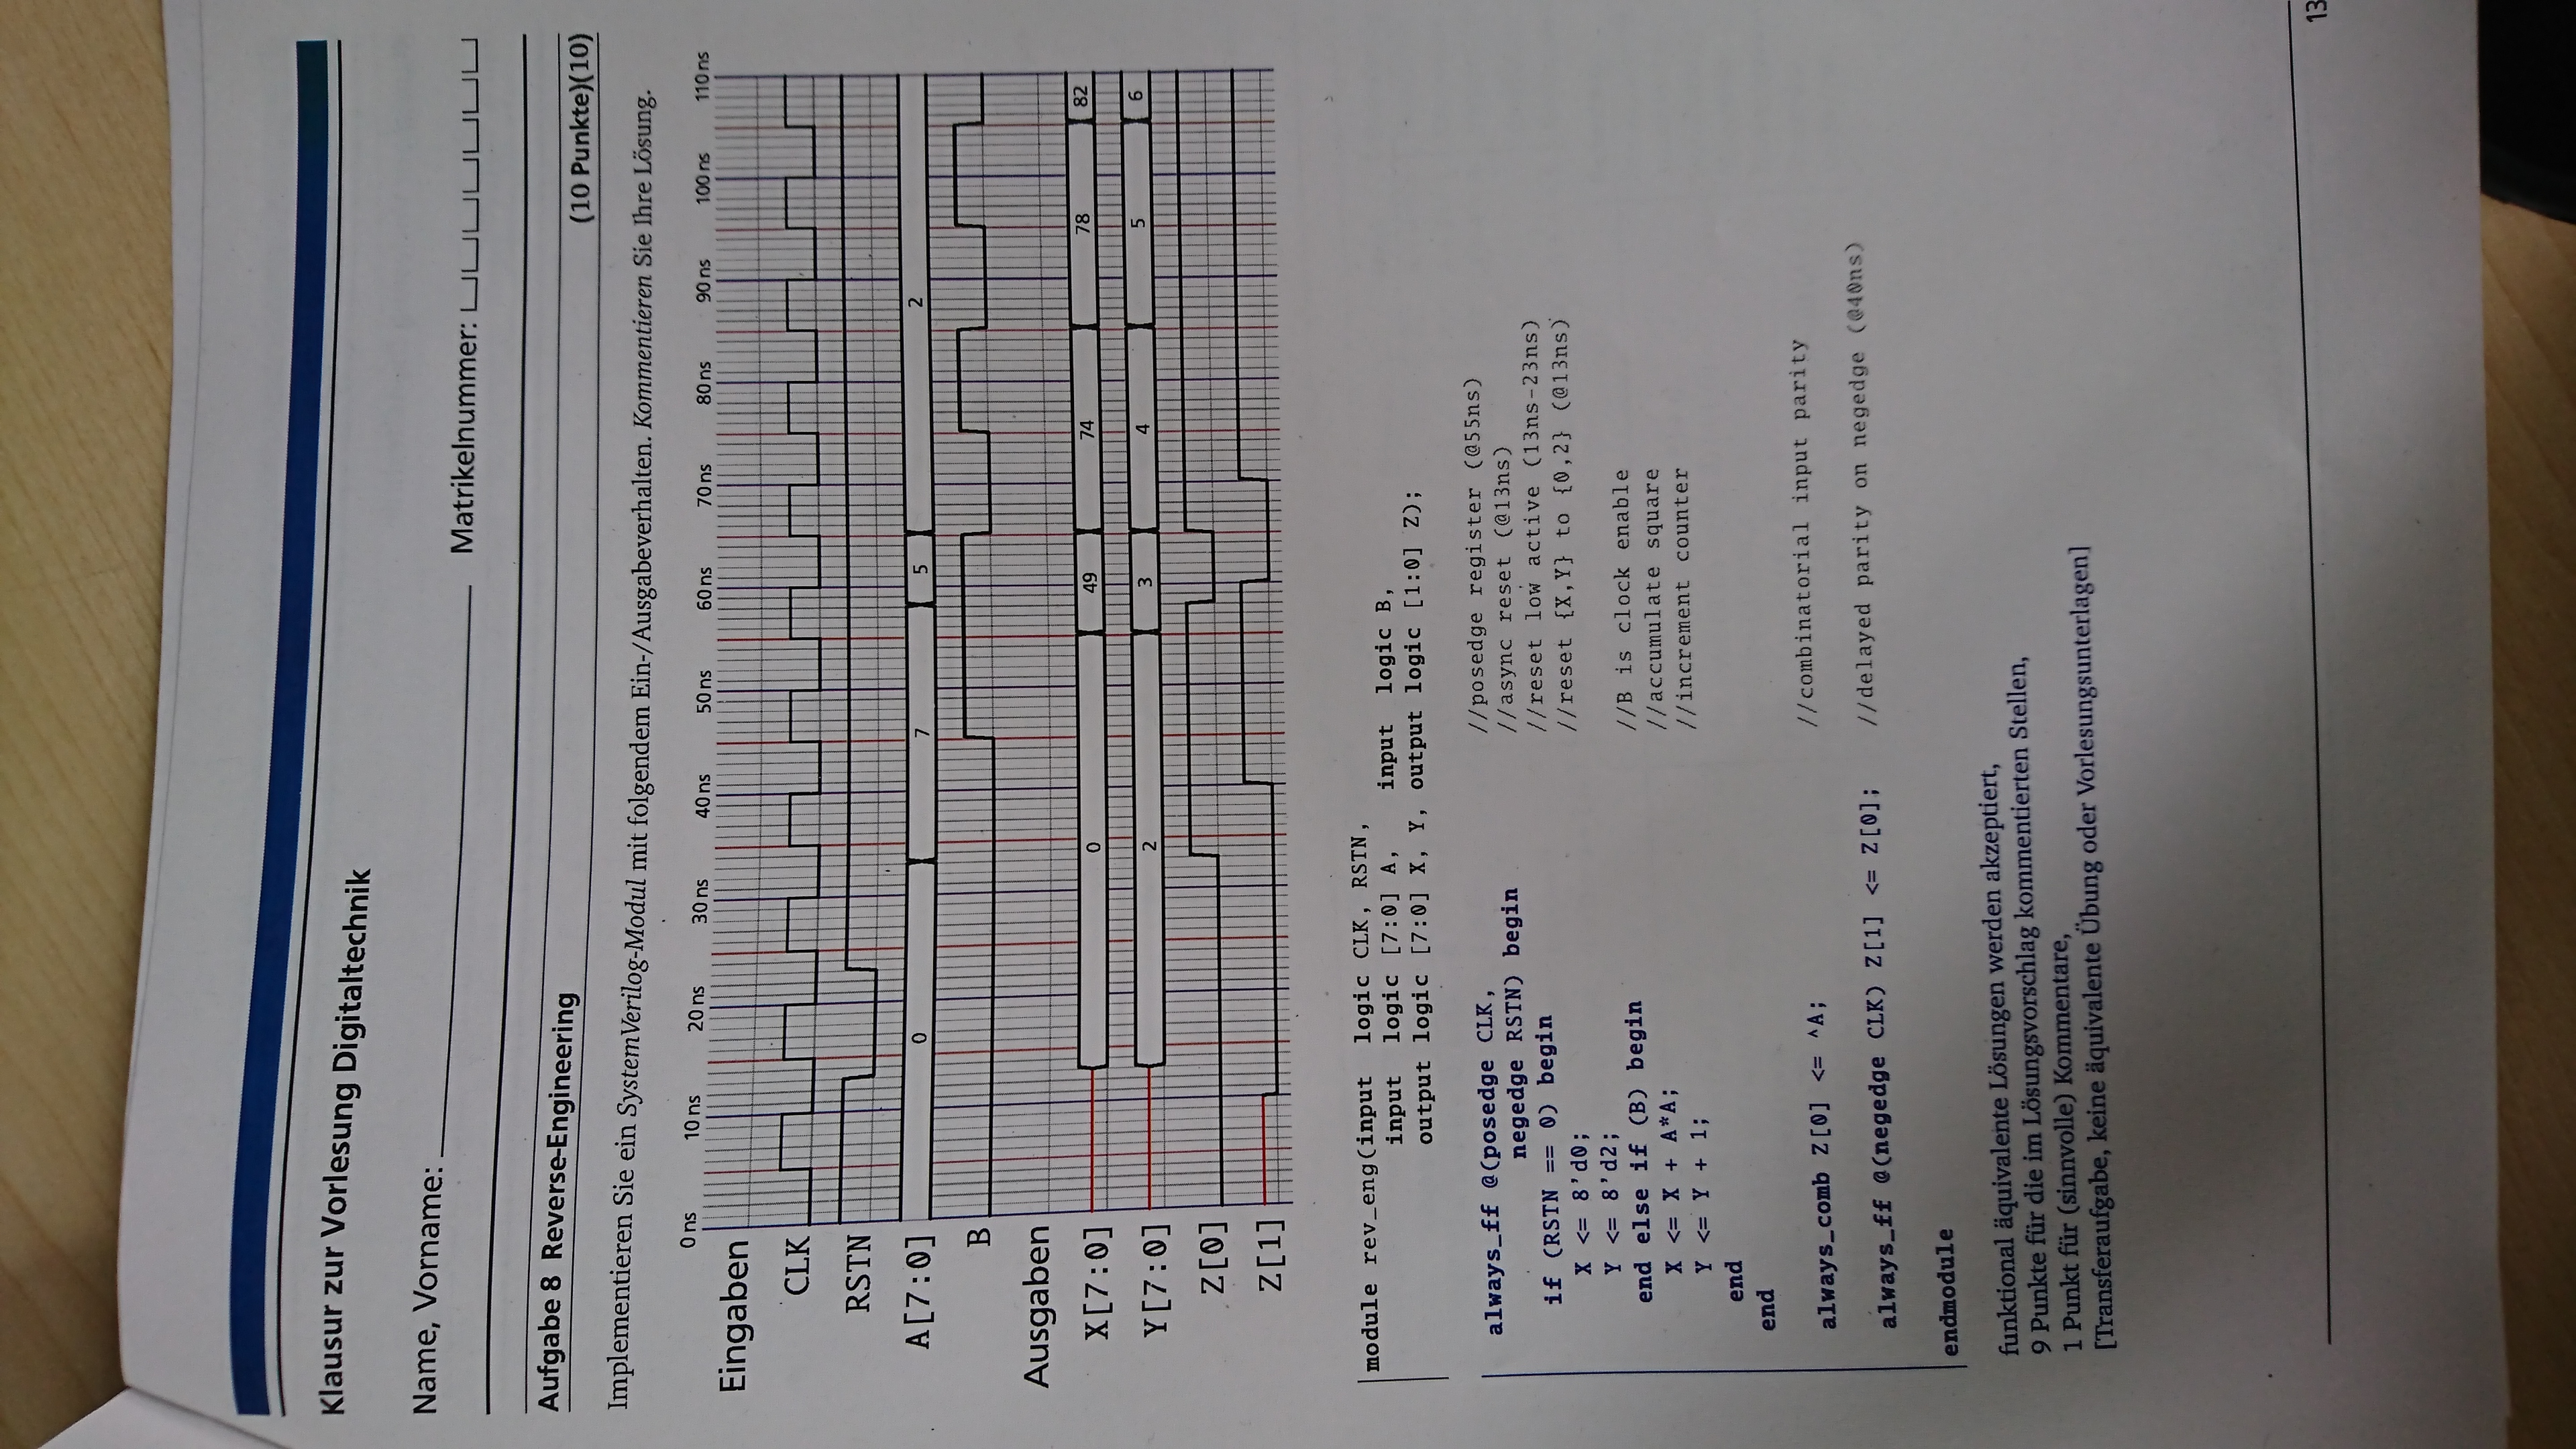 Klausur zur Vorlesung Digitaltechnik
Name, Vorname:
Matrikelnummer:
Aufgabe 8 Reverse-Engineering
(10 Punkte)(10)
Implementieren Sie ein SystemVerilog-Modul mit folgendem Ein-/Ausgabeverhalten. Kommentieren Sie Ihre Lösung.
0 ns 10 ns 20 ns 30 ns 40 ns 50 ns 60 ns 70 ns 80 ns 90 ns 100 ns 110 ns
Eingaben
CLK
RSTN
A[7:0] 0 7 5 2
B
Ausgaben
X[7:0] 0 49 74 78 82
Y[7:0] 2 3 4 5 6
Z[0]
Z[1]
module rev_eng(input logic CLK, RSTN,
input logic [7:0] A, input logic B,
output logic [7:0] X, Y, output logic [1:0] Z);
always_ff @(posedge CLK, //posedge register (@55ns)
negedge RSTN) begin //async reset (@13ns)
if (RSTN == 0) begin //reset low active (13ns-23ns)
X <= 8'd0; //reset {X,Y} to {0,2} (@13ns)
Y <= 8'd2;
end else if (B) begin //B is clock enable
X <= X + A*A; //accumulate square
Y <= Y + 1; //increment counter
end
end
always_comb Z[0] <= ^A; //combinatorial input parity
always_ff @(negedge CLK) Z[1] <= Z[0]; //delayed parity on negedge (@40ns)
endmodule
funktional äquivalente Lösungen werden akzeptiert,
9 Punkte für die im Lösungsvorschlag kommentierten Stellen,
1 Punkt für (sinnvolle) Kommentare,
[Transferaufgabe, keine äquivalente Übung oder Vorlesungsunterlagen]
13